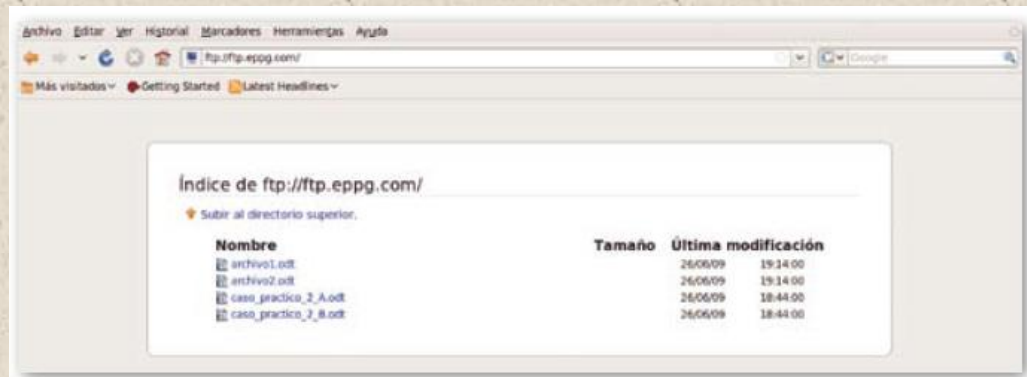 Archivo Editar Ver Historial Marcadores Herramientas Ayuda
ftp://ftp.eppg.com/ Google
Más visitados Getting Started Latest Headlines
Índice de ftp://ftp.eppg.com/
Subir al directorio superior.
Nombre Tamaño Última modificación
archivo1.odt 26/06/09 19:14:00
archivo2.odt 26/06/09 19:14:00
caso_practico_2_A.odt 26/06/09 18:44:00
caso_practico_2_B.odt 26/06/09 18:44:00